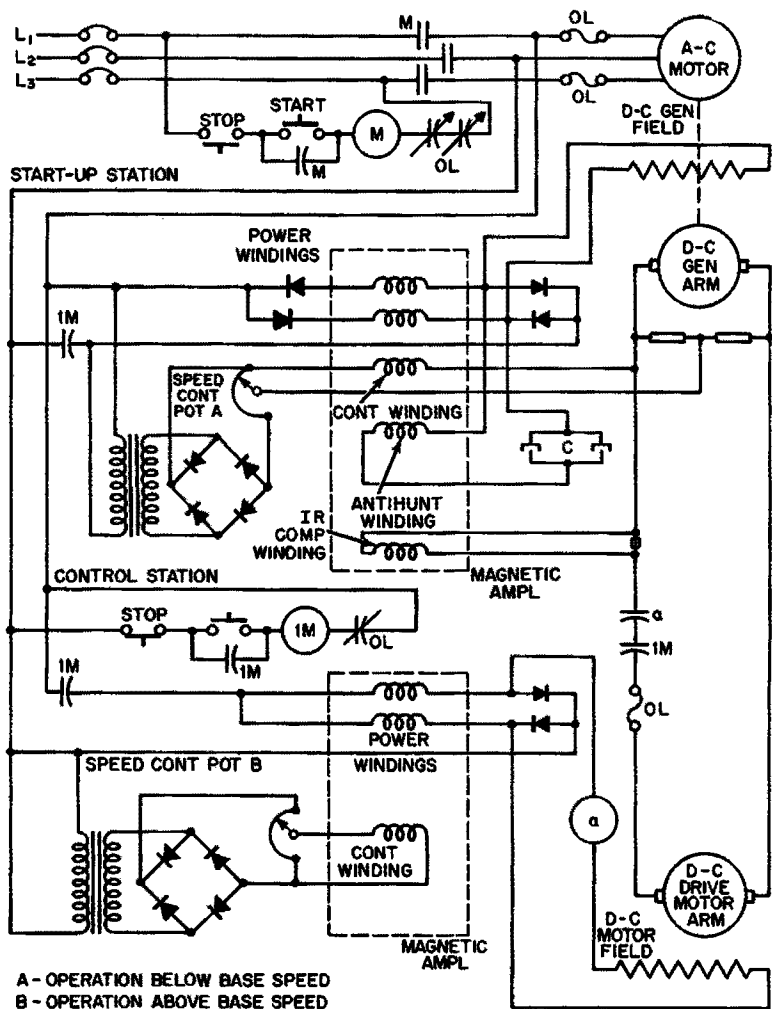 L1
L2
L3
M
OL
A-C
MOTOR
OL
STOP
START
M
M
OL
D-C GEN
FIELD
START-UP STATION
POWER
WINDINGS
D-C
GEN
ARM
1M
SPEED
CONT
POT A
CONT WINDING
C
ANTIHUNT
WINDING
IR
COMP
WINDING
MAGNETIC
AMPL
CONTROL STATION
STOP
1M
OL
1M
a
1M
OL
1M
POWER
WINDINGS
SPEED CONT POT B
a
CONT
WINDING
D-C
DRIVE
MOTOR
ARM
D-C
MOTOR
FIELD
MAGNETIC
AMPL
A - OPERATION BELOW BASE SPEED
B - OPERATION ABOVE BASE SPEED